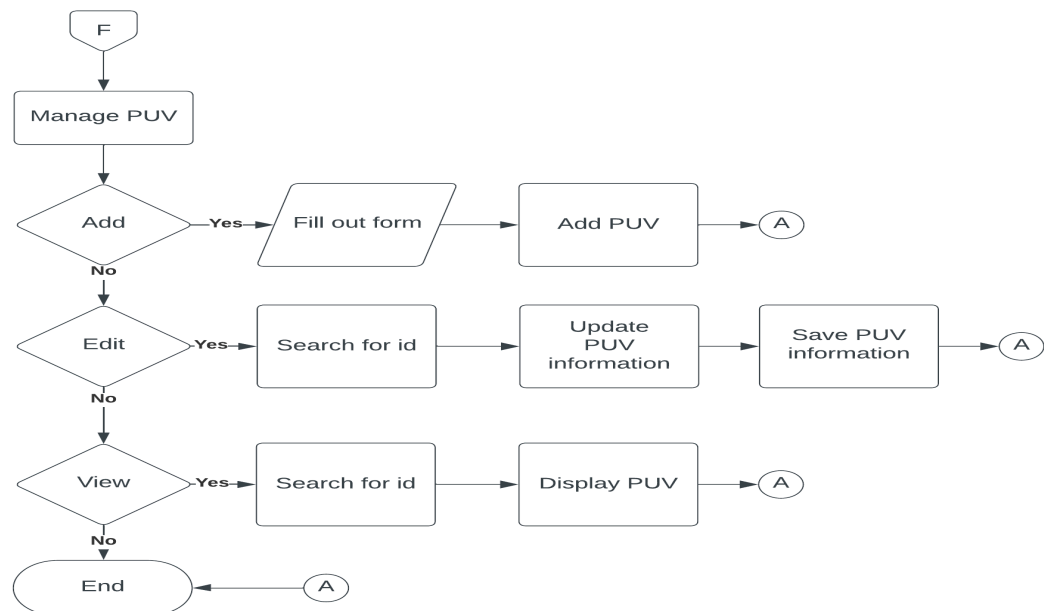 F
Manage PUV
Add
Yes
Fill out form
Add PUV
A
No
Edit
Yes
Search for id
Update
PUV
information
Save PUV
information
A
No
View
Yes
Search for id
Display PUV
A
No
End
A